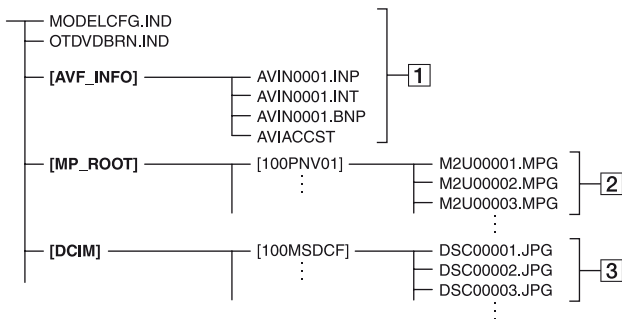 MODELCFG.IND
OTDVDBRN.IND
[AVF_INFO] AVIN0001.INP
AVIN0001.INT
AVIN0001.BNP
AVIACCST
1
[MP_ROOT] [100PNV01] M2U00001.MPG
M2U00002.MPG
M2U00003.MPG
2
[DCIM] [100MSDCF] DSC00001.JPG
DSC00002.JPG
DSC00003.JPG
3